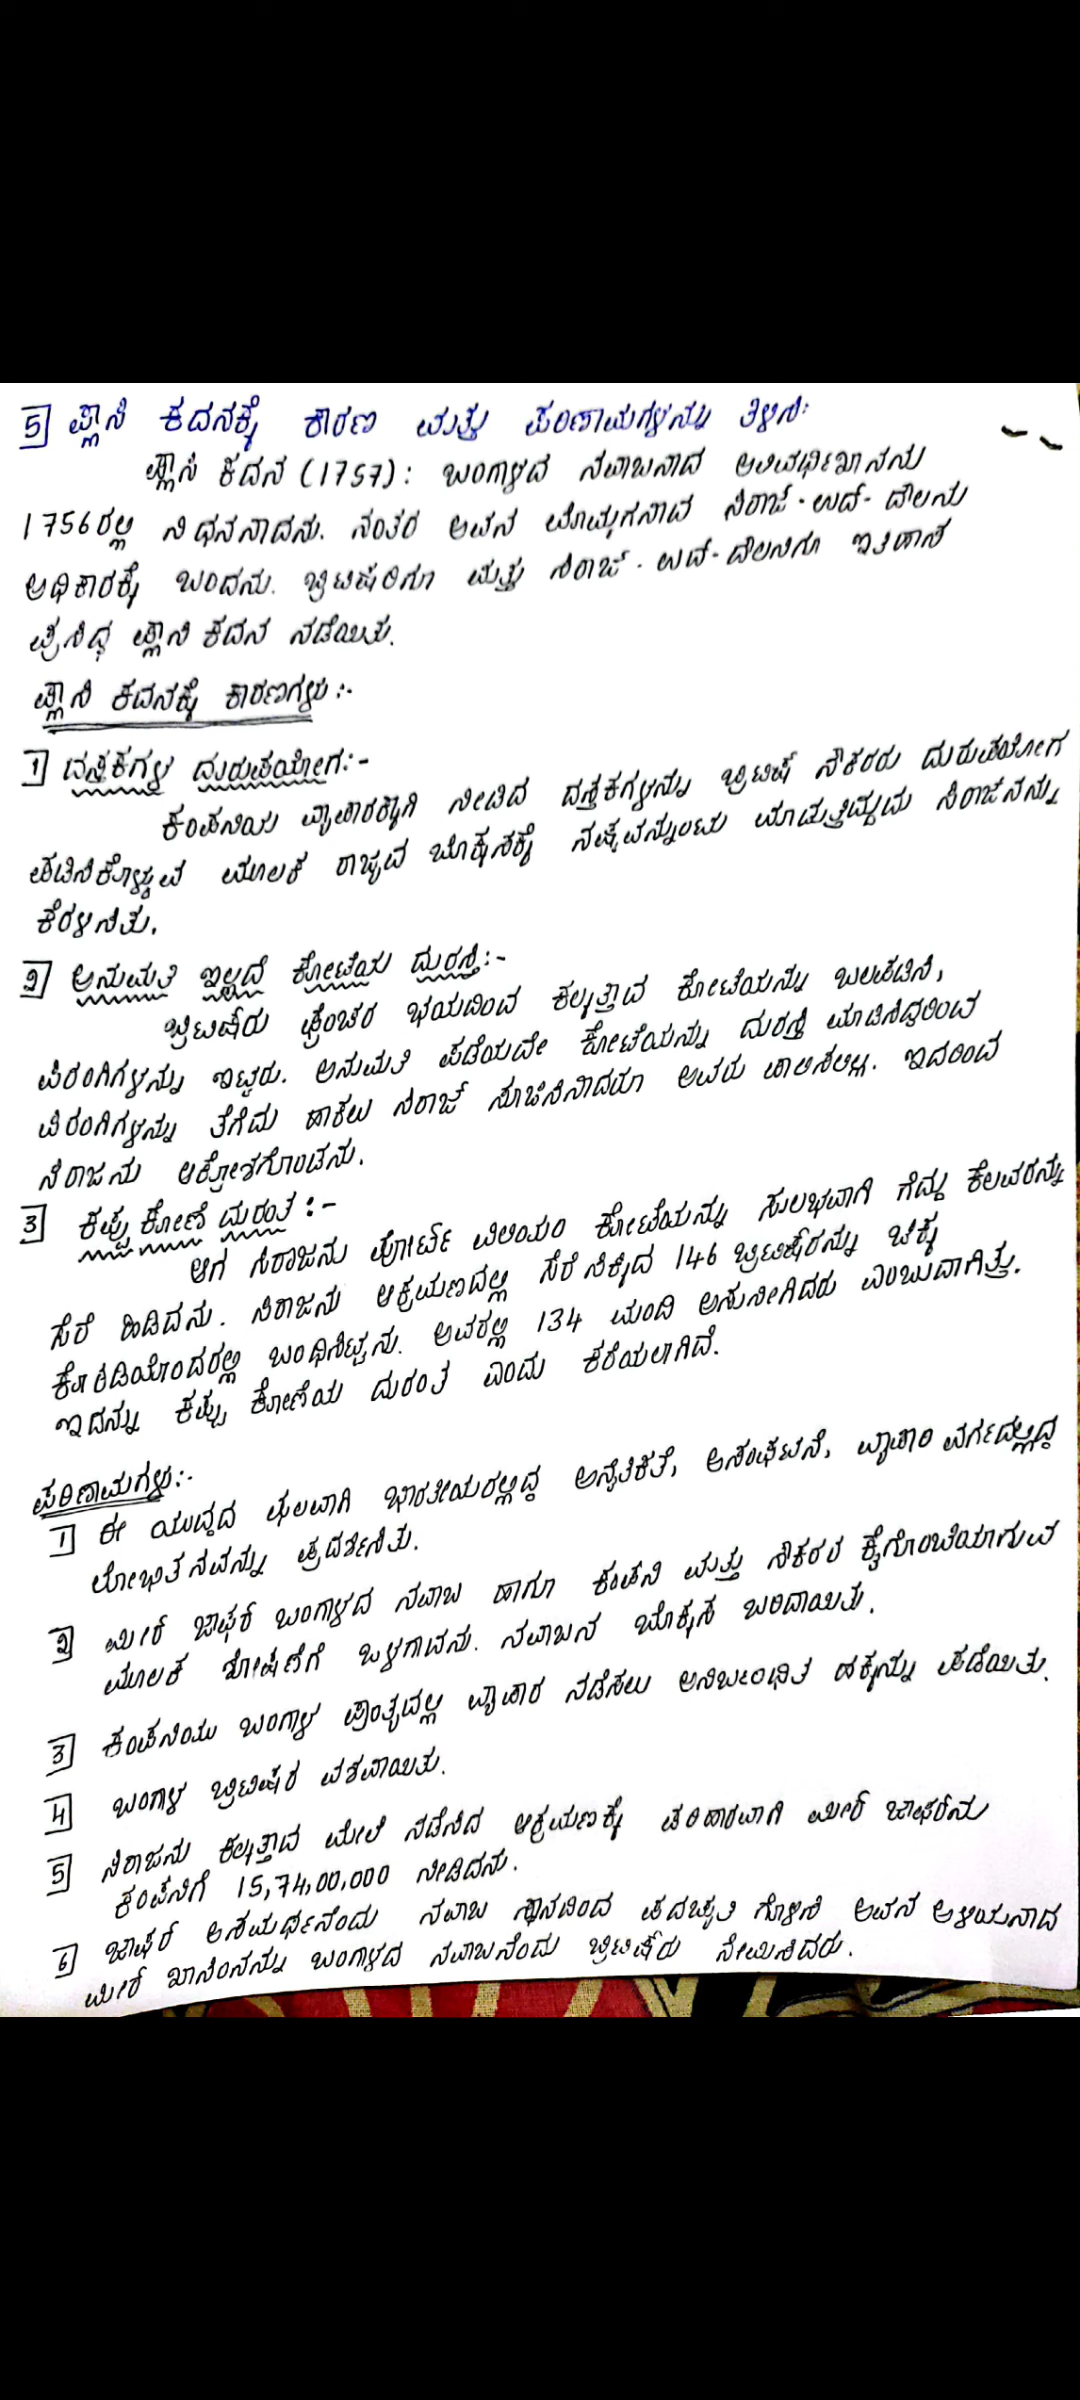 5] ಪ್ಲಾಸಿ ಕದನಕ್ಕೆ ಕಾರಣ ಮತ್ತು ಪರಿಣಾಮಗಳನ್ನು ತಿಳಿಸಿ:
ಪ್ಲಾಸಿ ಕದನ (1757): ಬಂಗಾಳದ ನವಾಬನಾದ ಅಲಿವರ್ಧಿಖಾನನು
1756ರಲ್ಲಿ ನಿಧನನಾದನು. ನಂತರ ಅವನ ಮೊಮ್ಮಗನಾದ ಸಿರಾಜ್-ಉದ್-ದೌಲನು
ಅಧಿಕಾರಕ್ಕೆ ಬಂದನು. ಬ್ರಿಟಿಷರಿಗೂ ಮತ್ತು ಸಿರಾಜ್-ಉದ್-ದೌಲನಿಗೂ ಇತಿಹಾಸ
ಪ್ರಸಿದ್ಧ ಪ್ಲಾಸಿ ಕದನ ನಡೆಯಿತು.
ಪ್ಲಾಸಿ ಕದನಕ್ಕೆ ಕಾರಣಗಳು:-
1] ದಸ್ತಕಗಳ ದುರುಪಯೋಗ:-
ಕಂಪನಿಯ ವ್ಯಾಪಾರಕ್ಕಾಗಿ ನೀಡಿದ ದಸ್ತಕಗಳನ್ನು ಬ್ರಿಟಿಷ್ ನೌಕರರು ದುರುಪಯೋಗ
ಪಡಿಸಿಕೊಳ್ಳುವ ಮೂಲಕ ರಾಜ್ಯದ ಬೊಕ್ಕಸಕ್ಕೆ ನಷ್ಟವನ್ನುಂಟು ಮಾಡುತ್ತಿದ್ದುದು ಸಿರಾಜನನ್ನು
ಕೆರಳಿಸಿತು.
2] ಅನುಮತಿ ಇಲ್ಲದೆ ಕೋಟೆಯ ದುರಸ್ತಿ:-
ಬ್ರಿಟಿಷರು ಫ್ರೆಂಚರ ಭಯದಿಂದ ಕಲ್ಕತ್ತಾದ ಕೋಟೆಯನ್ನು ಬಲಪಡಿಸಿ,
ಪಿರಂಗಿಗಳನ್ನು ಇಟ್ಟರು. ಅನುಮತಿ ಪಡೆಯದೇ ಕೋಟೆಯನ್ನು ದುರಸ್ತಿ ಮಾಡಿಸಿದ್ದರಿಂದ
ಪಿರಂಗಿಗಳನ್ನು ತೆಗೆದು ಹಾಕಲು ಸಿರಾಜ್ ಸೂಚಿಸಿನಾದರೂ ಅವರು ಪಾಲಿಸಲಿಲ್ಲ. ಇದರಿಂದ
ಸಿರಾಜನು ಆಕ್ರೋಶಗೊಂಡನು.
3] ಕಪ್ಪು ಕೋಣೆ ದುರಂತ :-
ಆಗ ಸಿರಾಜನು ಪೋರ್ಟ್ ವಿಲಿಯಂ ಕೋಟೆಯನ್ನು ಸುಲಭವಾಗಿ ಗೆದ್ದು ಕೆಲವರನ್ನು
ಸೆರೆ ಹಿಡಿದನು. ಸಿರಾಜನು ಆಕ್ರಮಣದಲ್ಲಿ ಸೆರೆ ಸಿಕ್ಕಿದ 146 ಬ್ರಿಟಿಷರನ್ನು ಚಿಕ್ಕ
ಕೋಠಡಿಯೊಂದರಲ್ಲಿ ಬಂಧಿಸಿಟ್ಟನು. ಅವರಲ್ಲಿ 134 ಮಂದಿ ಅಸುನೀಗಿದರು ಎಂಬುದಾಗಿತ್ತು.
ಇದನ್ನು ಕಪ್ಪು ಕೋಣೆಯ ದುರಂತ ಎಂದು ಕರೆಯಲಾಗಿದೆ.
ಪರಿಣಾಮಗಳು:-
1] ಈ ಯುದ್ಧದ ಫಲವಾಗಿ ಭಾರತೀಯರಲ್ಲಿದ್ದ ಅನೈತಿಕತೆ, ಅಸಂಘಟನೆ, ವ್ಯಾಪಾರಿ ವರ್ಗದಲ್ಲಿದ್ದ
ಲೋಭಿತನವನ್ನು ಪ್ರದರ್ಶಿಸಿತು.
2] ಮೀರ್ ಜಾಫರ್ ಬಂಗಾಳದ ನವಾಬ ಹಾಗೂ ಕಂಪನಿ ಮತ್ತು ನೌಕರರ ಕೈಗೊಂಬೆಯಾಗುವ
ಮೂಲಕ ಶೋಷಣೆಗೆ ಒಳಗಾದನು. ನವಾಬನ ಬೊಕ್ಕಸ ಬರಿದಾಯಿತು.
3] ಕಂಪನಿಯು ಬಂಗಾಳ ಪ್ರಾಂತ್ಯದಲ್ಲಿ ವ್ಯಾಪಾರ ನಡೆಸಲು ಅನಿರ್ಬಂಧಿತ ಹಕ್ಕನ್ನು ಪಡೆಯಿತು.
4] ಬಂಗಾಳ ಬ್ರಿಟಿಷರ ವಶವಾಯಿತು.
5] ಸಿರಾಜನು ಕಲ್ಕತ್ತಾದ ಮೇಲೆ ನಡೆಸಿದ ಆಕ್ರಮಣಕ್ಕೆ ಪರಿಹಾರವಾಗಿ ಮೀರ್ ಜಾಫರ್‌ನು
ಕಂಪನಿಗೆ 15,74,00,000 ನೀಡಿದನು.
6] ಜಾಫರ್ ಅಸಮರ್ಥನೆಂದು ನವಾಬ ಸ್ಥಾನದಿಂದ ಪದಚ್ಯುತಿ ಗೊಳಿಸಿ ಅವನ ಅಳಿಯನಾದ
ಮೀರ್ ಖಾಸಿಂನನ್ನು ಬಂಗಾಳದ ನವಾಬನೆಂದು ಬ್ರಿಟಿಷರು ನೇಮಿಸಿದರು.